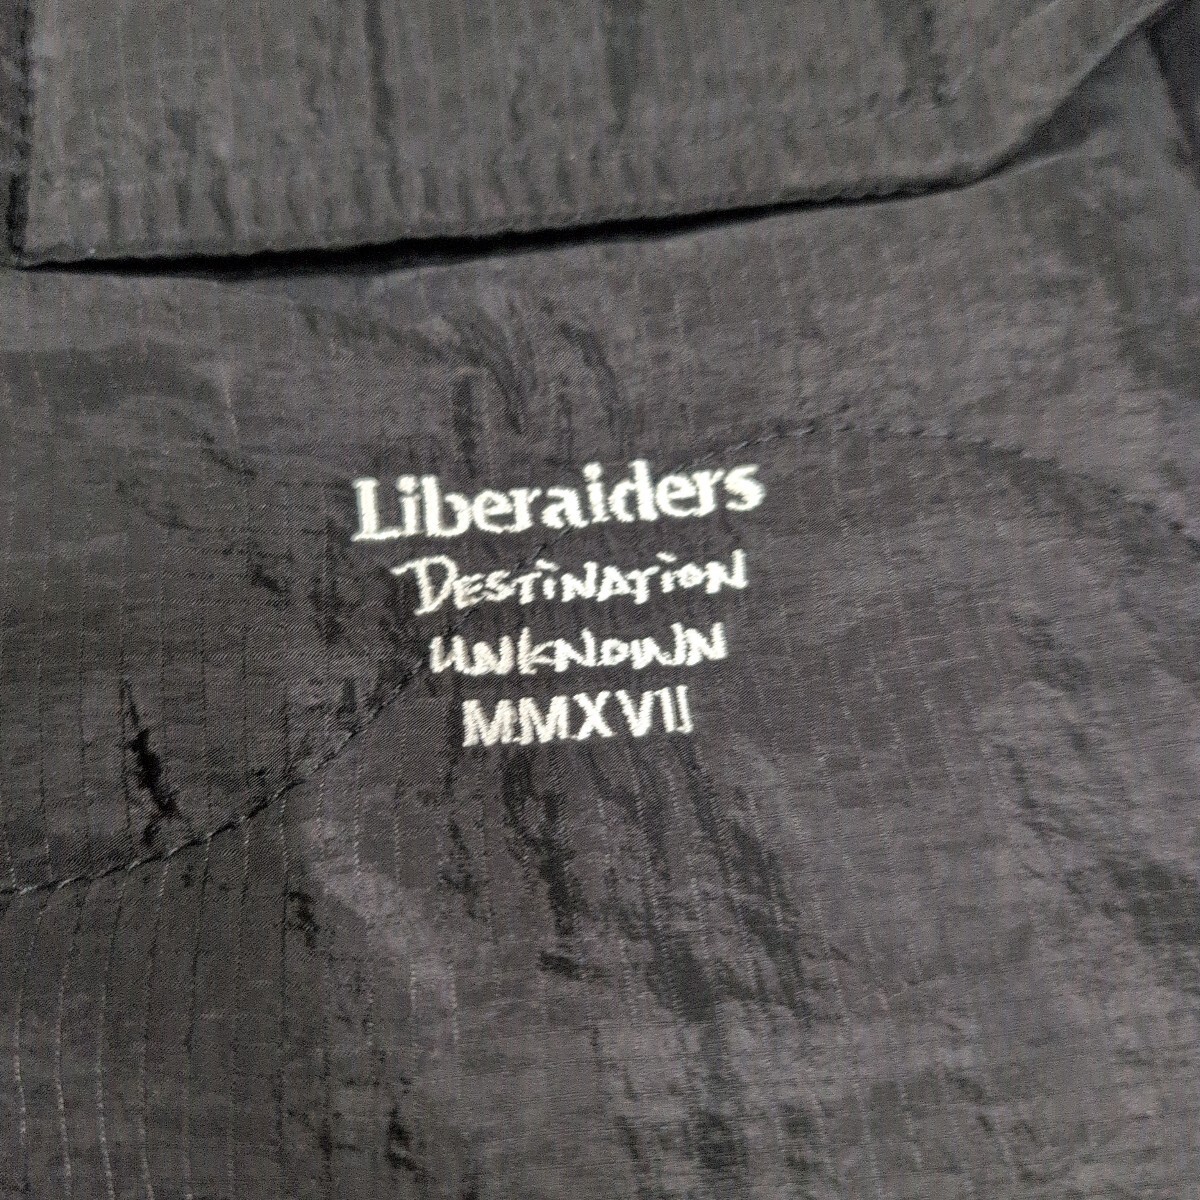 Liberaiders
DESTiNATiON
UNKNOWN
MMXVII